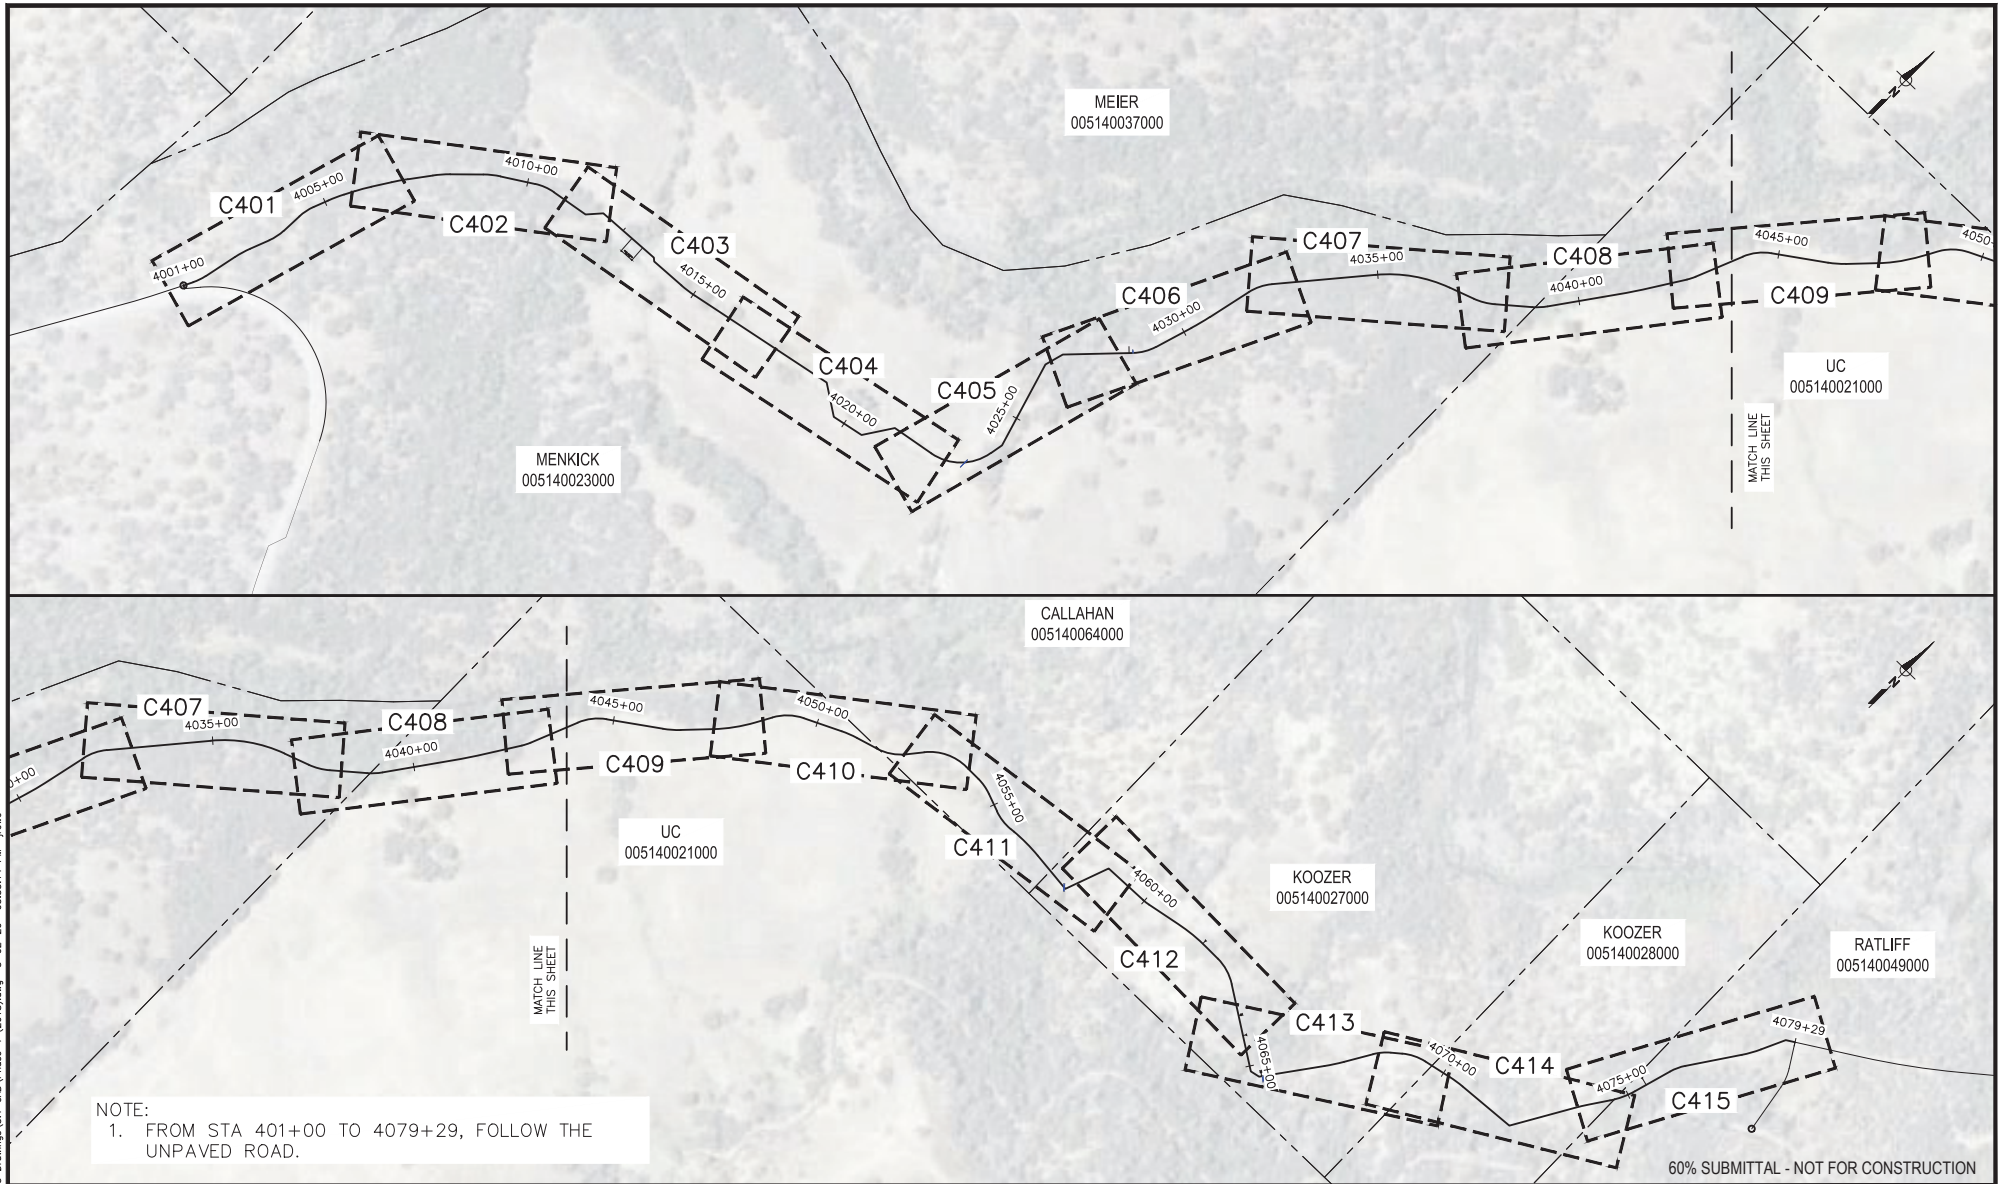 MEIER
005140037000
N
4010+00
C401
4005+00
C402
C403
C407
4035+00
C408
4045+00
4050+
4001+00
4015+00
C406
4030+00
4040+00
C409
C404
C405
4025+00
4020+00
UC
005140021000
MATCH LINE
THIS SHEET
MENKICK
005140023000
CALLAHAN
005140064000
N
C407
4035+00
C408
4040+00
4045+00
4050+00
C409
C410
0+00
4055+00
UC
005140021000
C411
4060+00
KOOZER
005140027000
KOOZER
005140028000
RATLIFF
005140049000
C412
MATCH LINE
THIS SHEET
C413
4079+29
4065+00
4070+00
C414
4075+00
C415
NOTE:
1. FROM STA 401+00 TO 4079+29, FOLLOW THE
UNPAVED ROAD.
60% SUBMITTAL - NOT FOR CONSTRUCTION